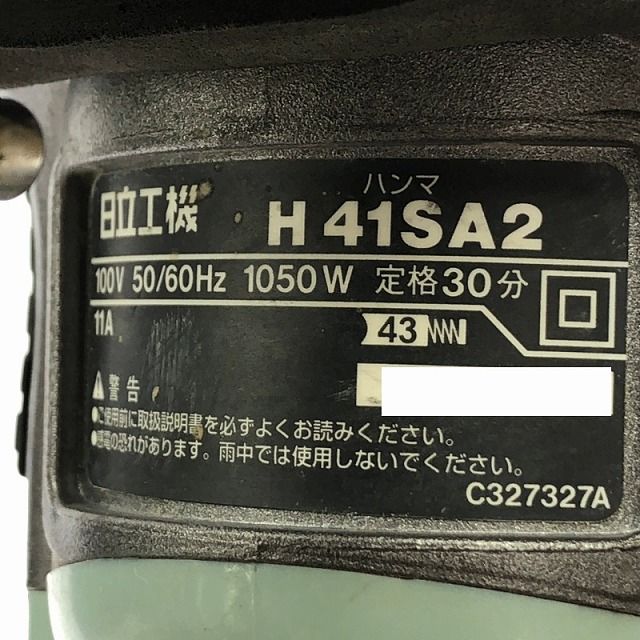 ハンマ
日立工機 H41SA2
100V 50/60Hz 1050W 定格30分
11A 43
警告
●ご使用前に取扱説明書を必ずよくお読みください。
●感電の恐れがあります。雨中では使用しないでください。
C327327A